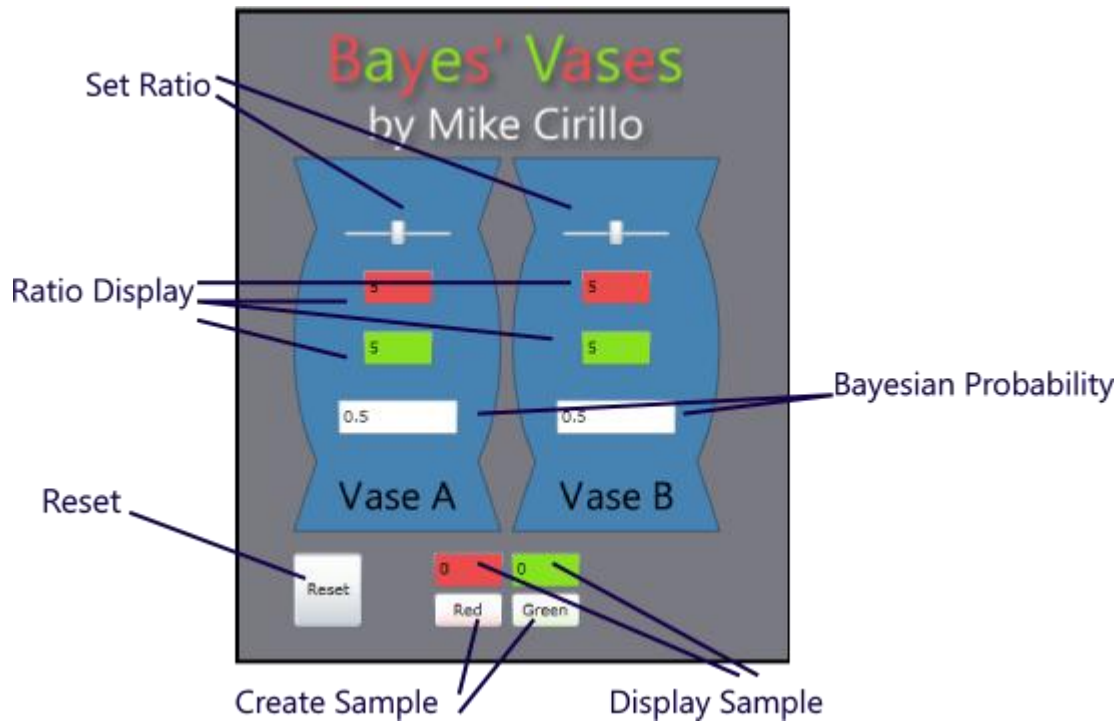 Bayes' Vases
by Mike Cirillo
Set Ratio
Ratio Display
5
5
5
5
Bayesian Probability
0.5
0.5
Vase A
Vase B
Reset
0
0
Reset
Red
Green
Create Sample
Display Sample